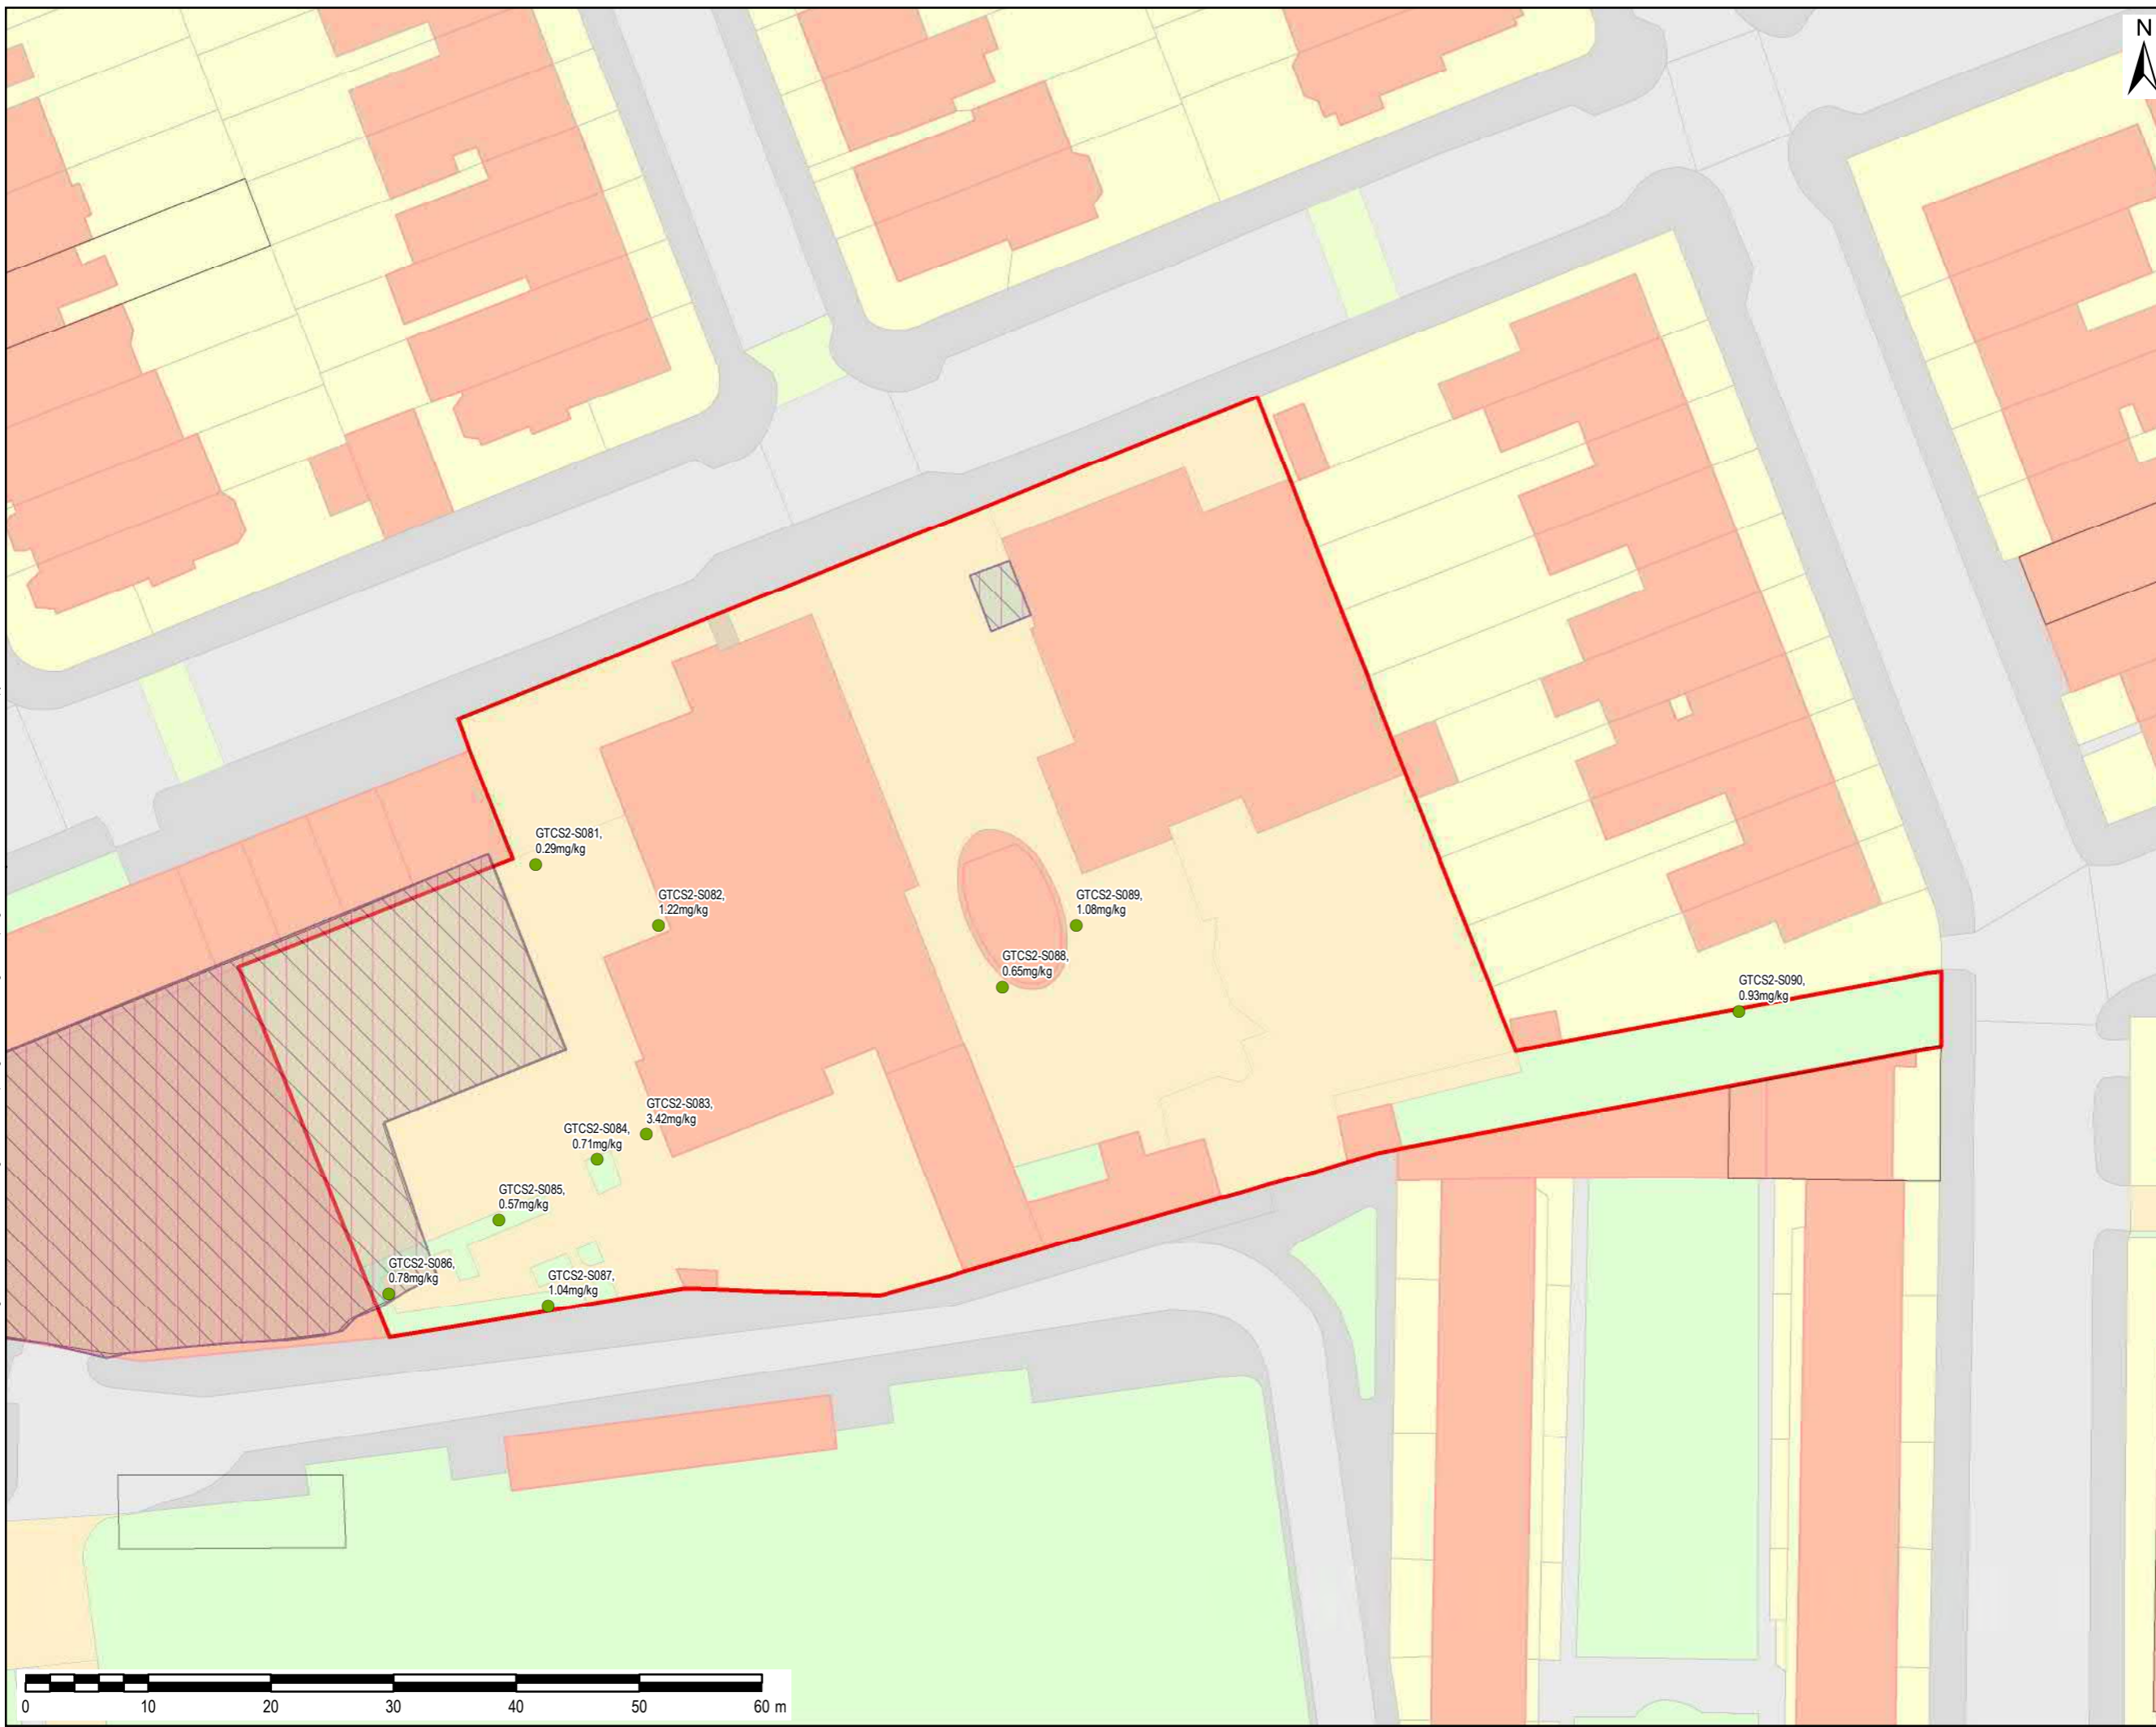 N
GTCS2-S081,
0.29mg/kg
GTCS2-S082,
1.22mg/kg
GTCS2-S089,
1.08mg/kg
GTCS2-S088,
0.65mg/kg
GTCS2-S090,
0.93mg/kg
GTCS2-S083,
3.42mg/kg
GTCS2-S084,
0.71mg/kg
GTCS2-S085,
0.57mg/kg
GTCS2-S086,
0.78mg/kg
GTCS2-S087,
1.04mg/kg
0 10 20 30 40 50 60 m